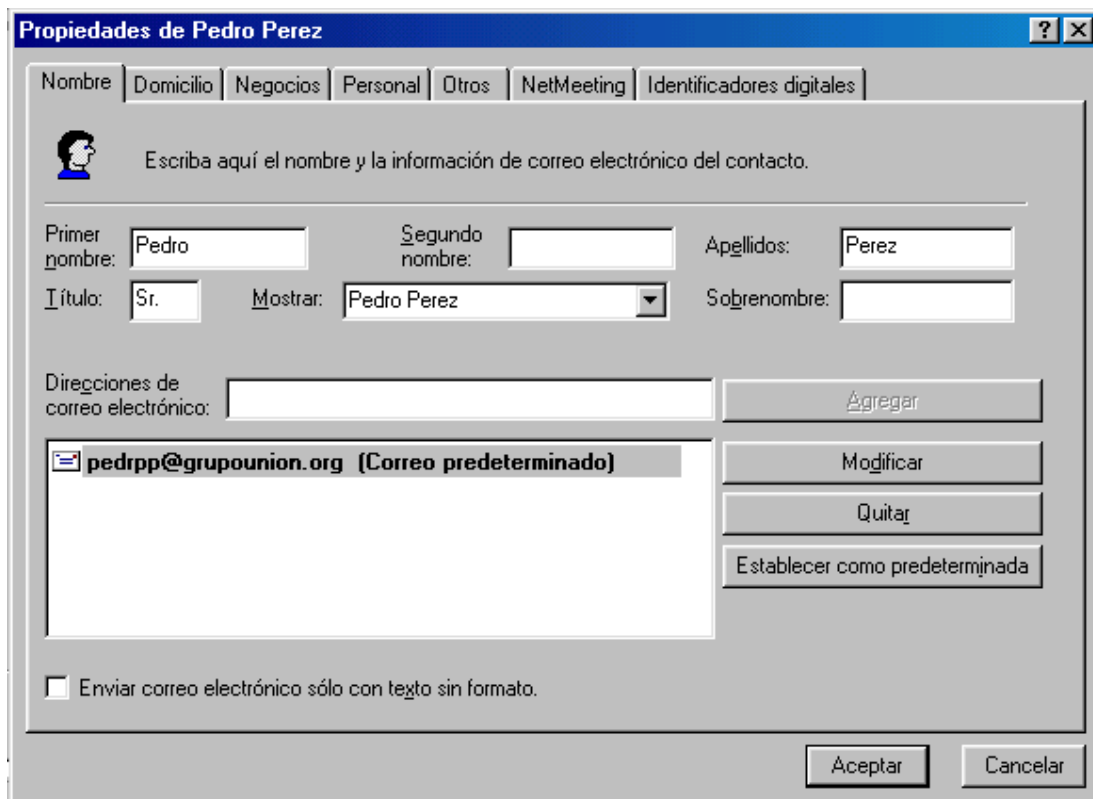 Propiedades de Pedro Perez
Nombre Domicilio Negocios Personal Otros NetMeeting Identificadores digitales
Escriba aquí el nombre y la información de correo electrónico del contacto.
Primer nombre: Pedro Segundo nombre: Apellidos: Perez
Título: Sr. Mostrar: Pedro Perez Sobrenombre:
Direcciones de correo electrónico: Agregar
pedrpp@grupounion.org (Correo predeterminado) Modificar
Quitar
Establecer como predeterminada
Enviar correo electrónico sólo con texto sin formato.
Aceptar Cancelar